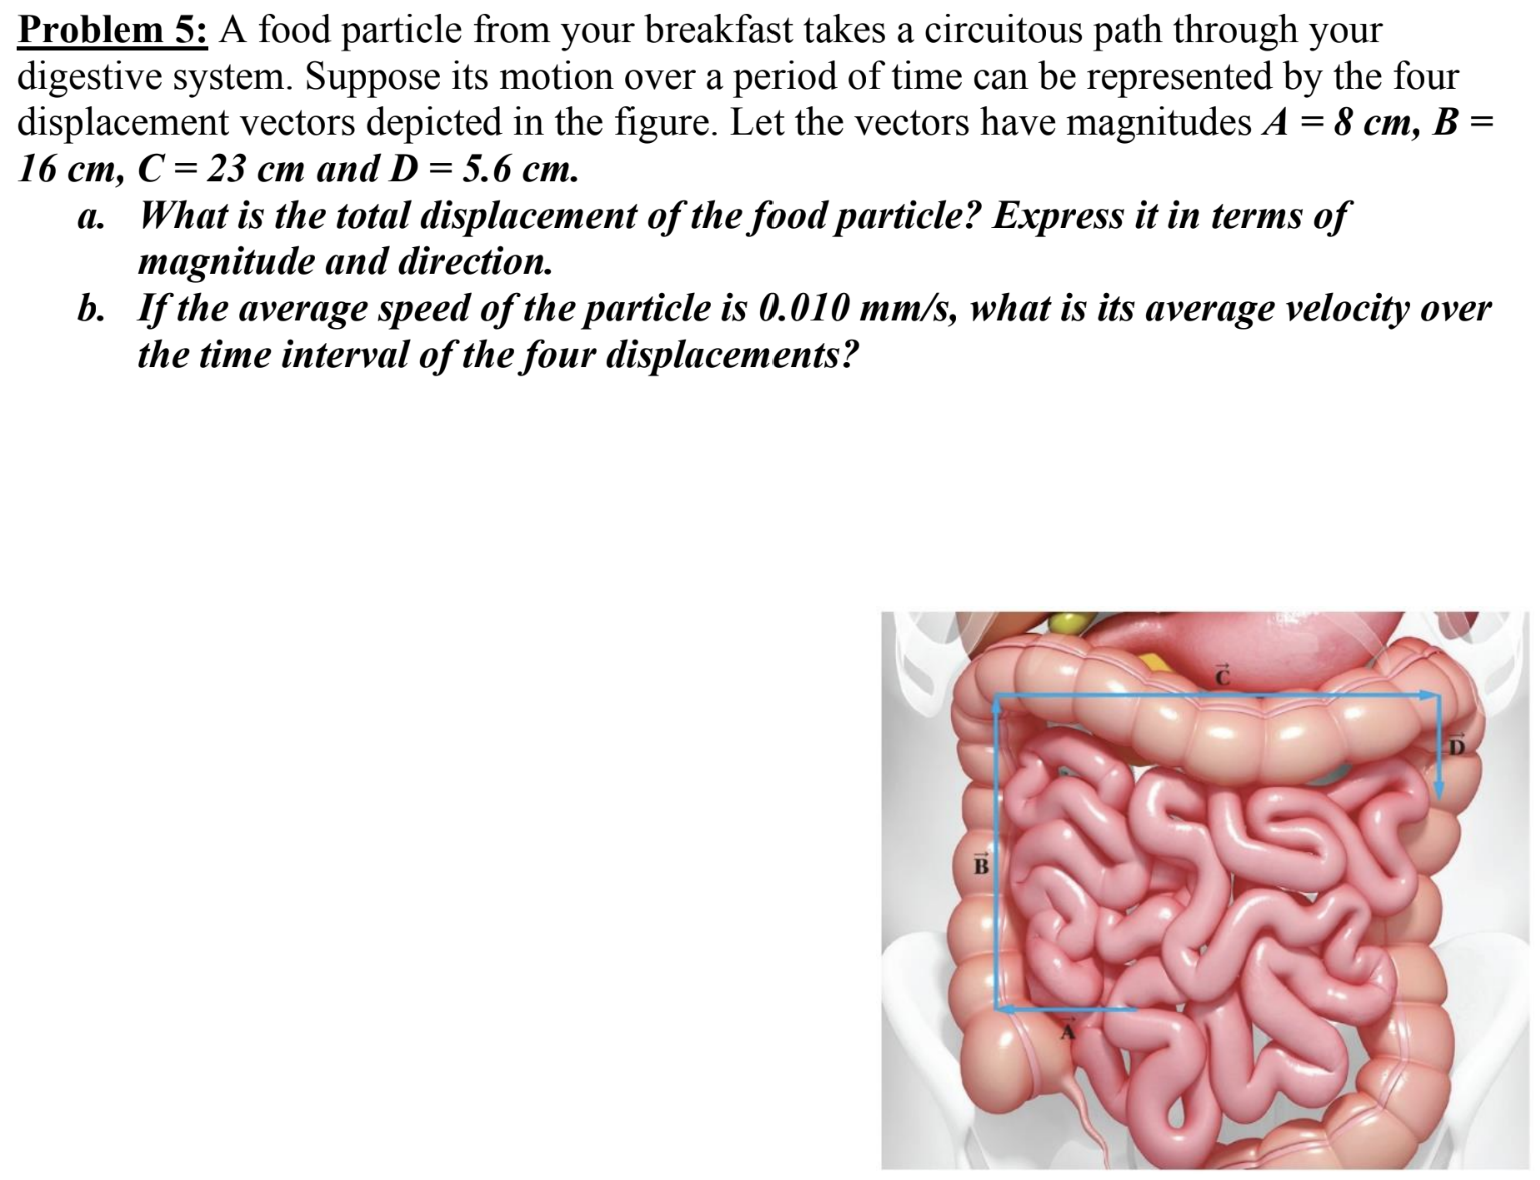 Problem 5: A food particle from your breakfast takes a circuitous path through your
digestive system. Suppose its motion over a period of time can be represented by the four
displacement vectors depicted in the figure. Let the vectors have magnitudes A = 8 cm, B =
16 cm, C = 23 cm and D = 5.6 cm.
a. What is the total displacement of the food particle? Express it in terms of
magnitude and direction.
b. If the average speed of the particle is 0.010 mm/s, what is its average velocity over
the time interval of the four displacements?
C⃗
D⃗
B⃗
A⃗